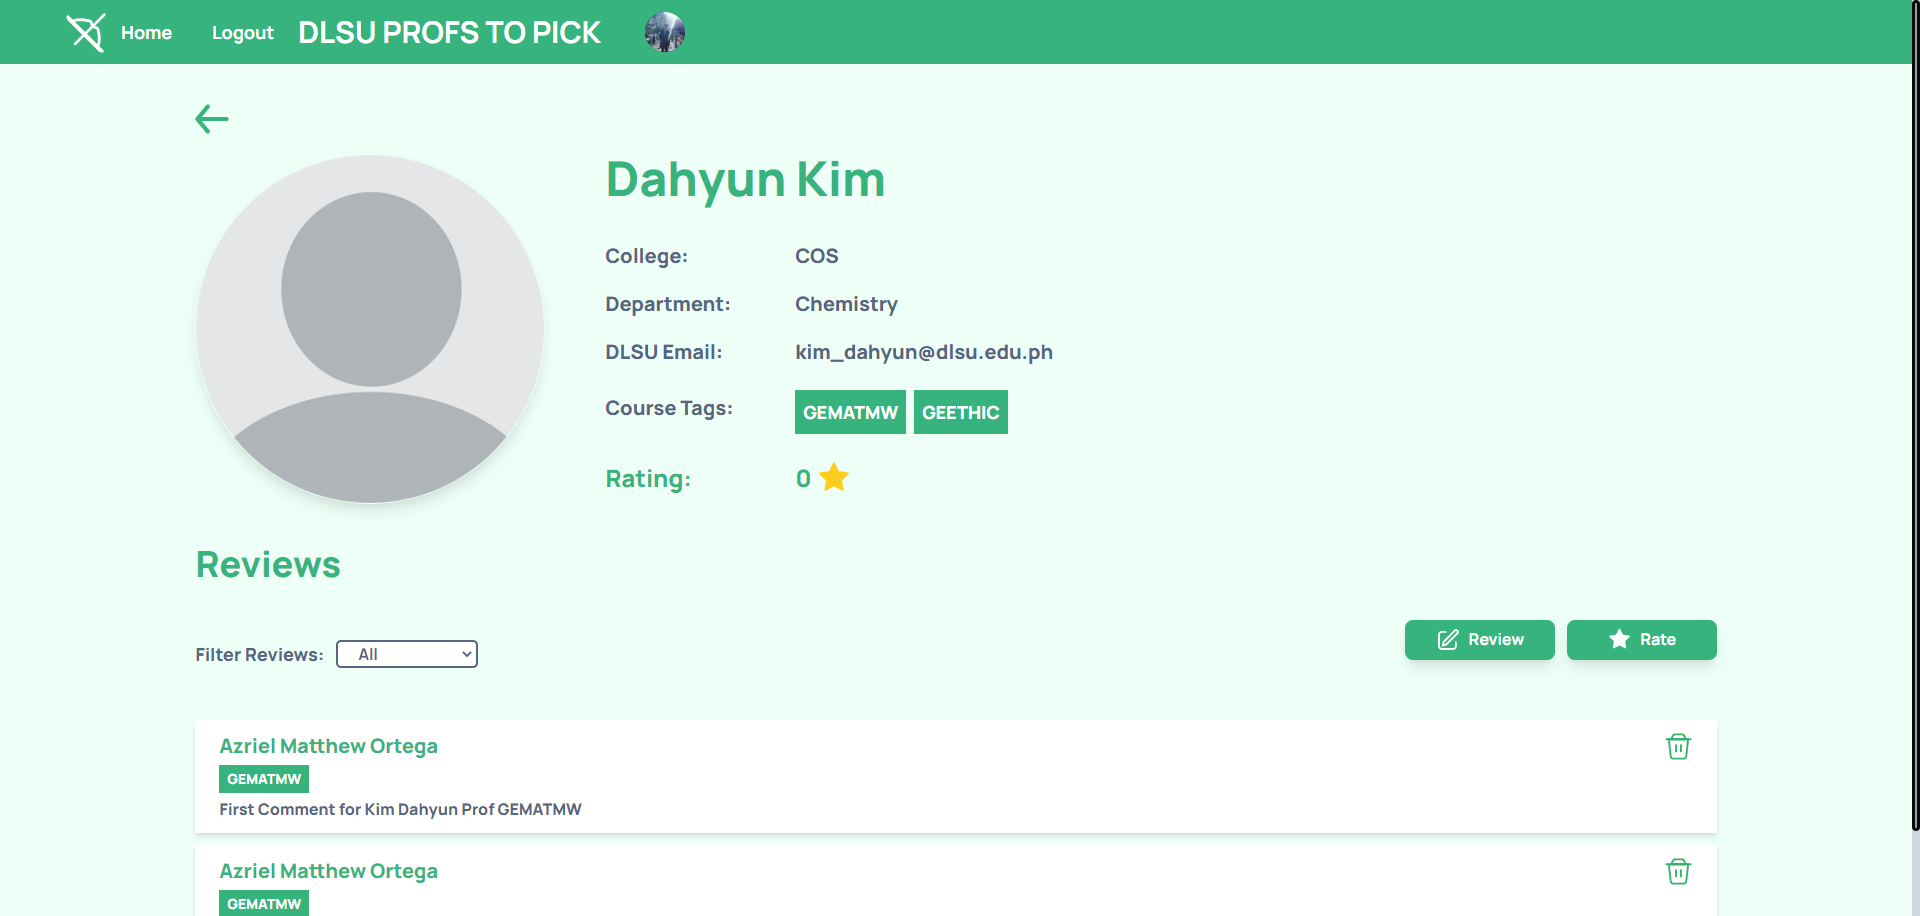 Home Logout DLSU PROFS TO PICK
Dahyun Kim
College: COS
Department: Chemistry
DLSU Email: kim_dahyun@dlsu.edu.ph
Course Tags: GEMATMW GEETHIC
Rating: 0
Reviews
Filter Reviews: All Review Rate
Azriel Matthew Ortega
GEMATMW
First Comment for Kim Dahyun Prof GEMATMW
Azriel Matthew Ortega
GEMATMW